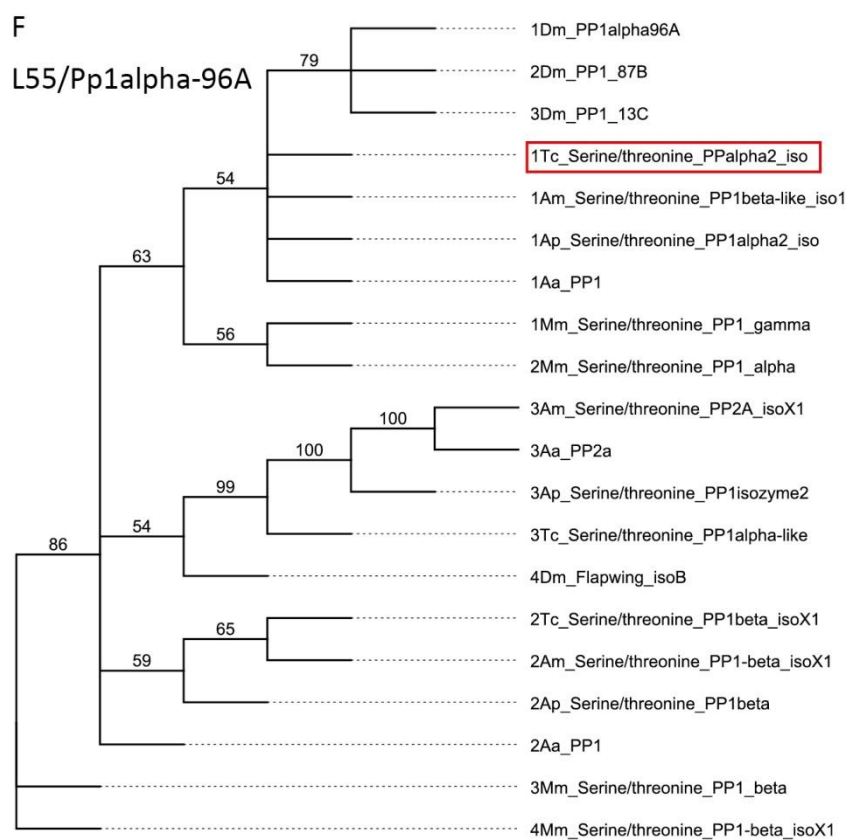 F
L55/Pp1alpha-96A
79
1Dm_PP1alpha96A
2Dm_PP1_87B
3Dm_PP1_13C
1Tc_Serine/threonine_PPalpha2_iso
54
1Am_Serine/threonine_PP1beta-like_iso1
1Ap_Serine/threonine_PP1alpha2_iso
63
1Aa_PP1
1Mm_Serine/threonine_PP1_gamma
56
2Mm_Serine/threonine_PP1_alpha
3Am_Serine/threonine_PP2A_isoX1
100
3Aa_PP2a
100
3Ap_Serine/threonine_PP1isozyme2
99
3Tc_Serine/threonine_PP1alpha-like
54
86
4Dm_Flapwing_isoB
2Tc_Serine/threonine_PP1beta_isoX1
65
2Am_Serine/threonine_PP1-beta_isoX1
59
2Ap_Serine/threonine_PP1beta
2Aa_PP1
3Mm_Serine/threonine_PP1_beta
4Mm_Serine/threonine_PP1-beta_isoX1